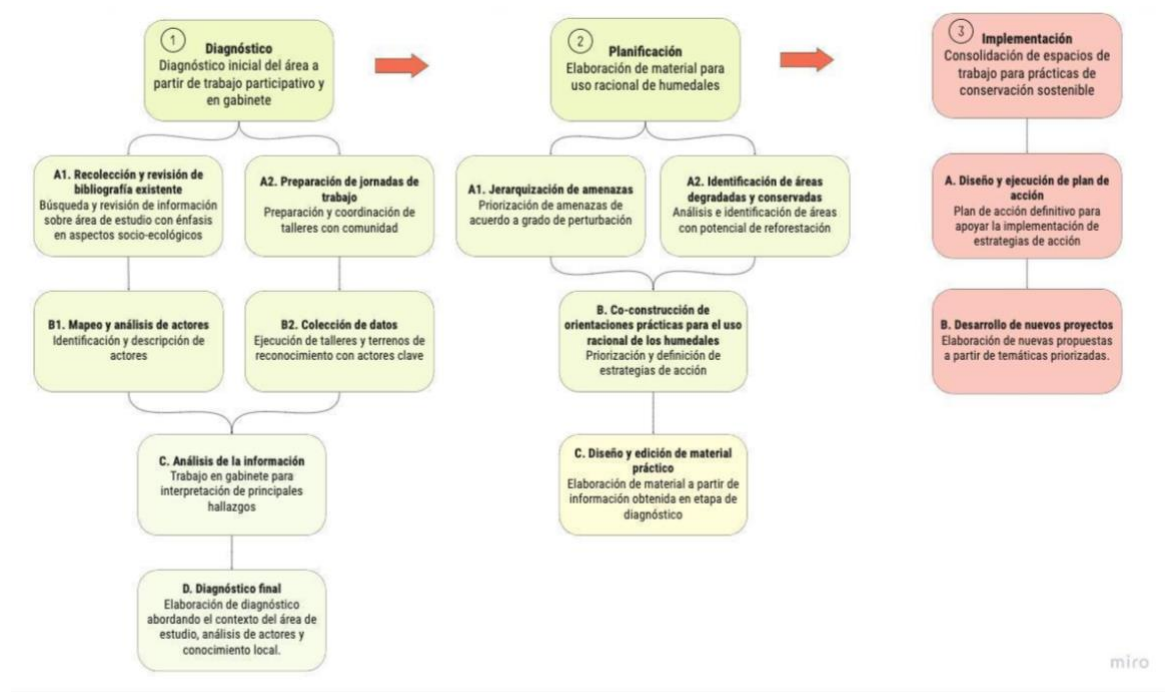 1
Diagnóstico
Diagnóstico inicial del área a
partir de trabajo participativo y
en gabinete
A1. Recolección y revisión de
bibliografía existente
Búsqueda y revisión de información
sobre área de estudio con énfasis
en aspectos socio-ecológicos
A2. Preparación de jornadas de
trabajo
Preparación y coordinación de
talleres con comunidad
B1. Mapeo y análisis de actores
Identificación y descripción de
actores
B2. Colección de datos
Ejecución de talleres y terrenos de
reconocimiento con actores clave
C. Análisis de la información
Trabajo en gabinete para
interpretación de principales
hallazgos
D. Diagnóstico final
Elaboración de diagnóstico
abordando el contexto del área de
estudio, análisis de actores y
conocimiento local.
2
Planificación
Elaboración de material para
uso racional de humedales
A1. Jerarquización de amenazas
Priorización de amenazas de
acuerdo a grado de perturbación
A2. Identificación de áreas
degradadas y conservadas
Análisis e identificación de áreas
con potencial de reforestación
B. Co-construcción de
orientaciones prácticas para el uso
racional de los humedales
Priorización y definición de
estrategias de acción
C. Diseño y edición de material
práctico
Elaboración de material a partir de
información obtenida en etapa de
diagnóstico
3
Implementación
Consolidación de espacios de
trabajo para prácticas de
conservación sostenible
A. Diseño y ejecución de plan de
acción
Plan de acción definitivo para
apoyar la implementación de
estrategias de acción
B. Desarrollo de nuevos proyectos
Elaboración de nuevas propuestas
a partir de temáticas priorizadas.
miro